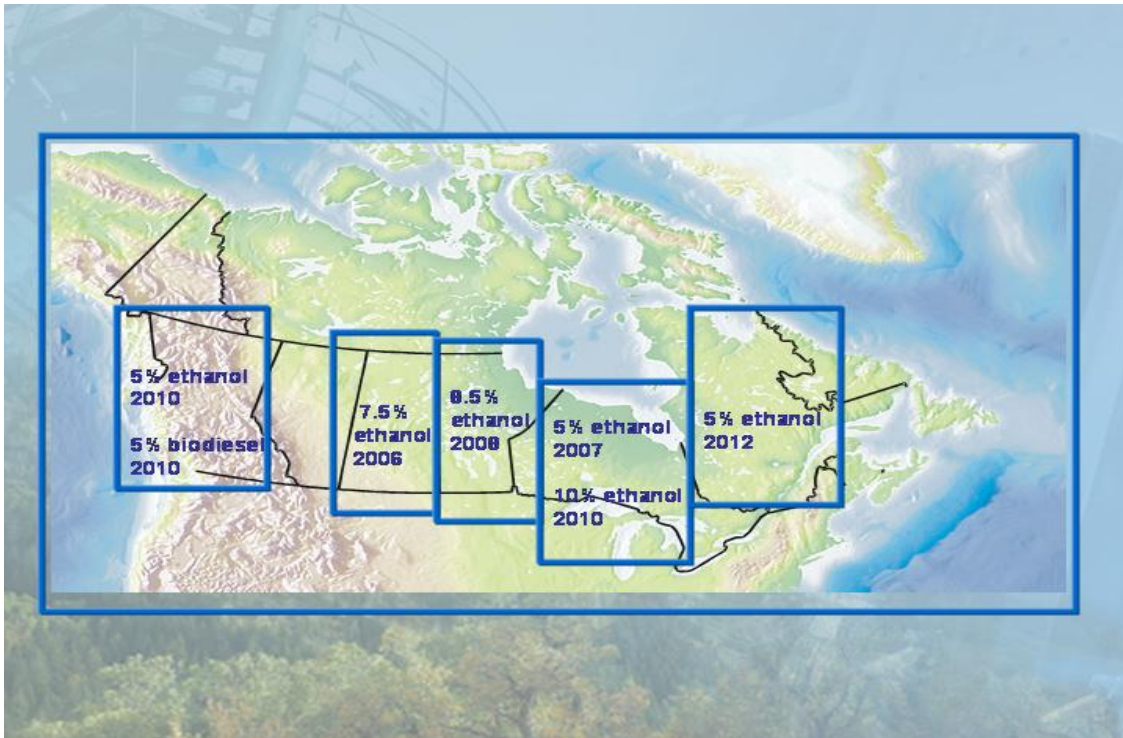 5% ethanol
2010
5% biodiesel
2010
7.5%
ethanol
2006
8.5%
ethanol
2008
5% ethanol
2007
10% ethanol
2010
5% ethanol
2012